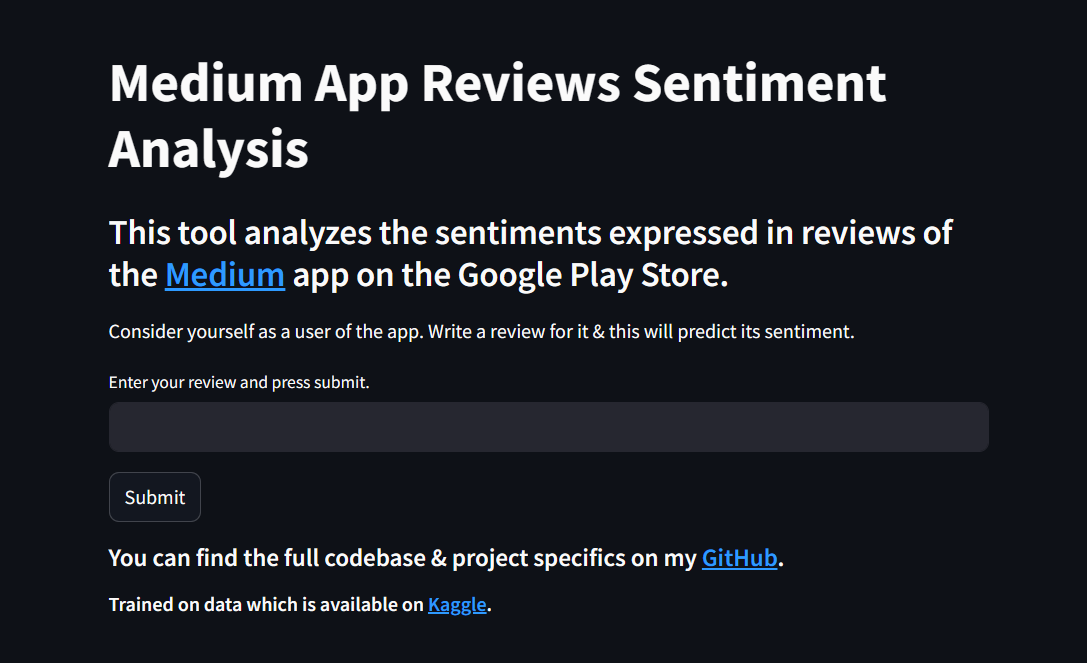 Medium App Reviews Sentiment
Analysis
This tool analyzes the sentiments expressed in reviews of
the Medium app on the Google Play Store.
Consider yourself as a user of the app. Write a review for it & this will predict its sentiment.
Enter your review and press submit.
Submit
You can find the full codebase & project specifics on my GitHub.
Trained on data which is available on Kaggle.